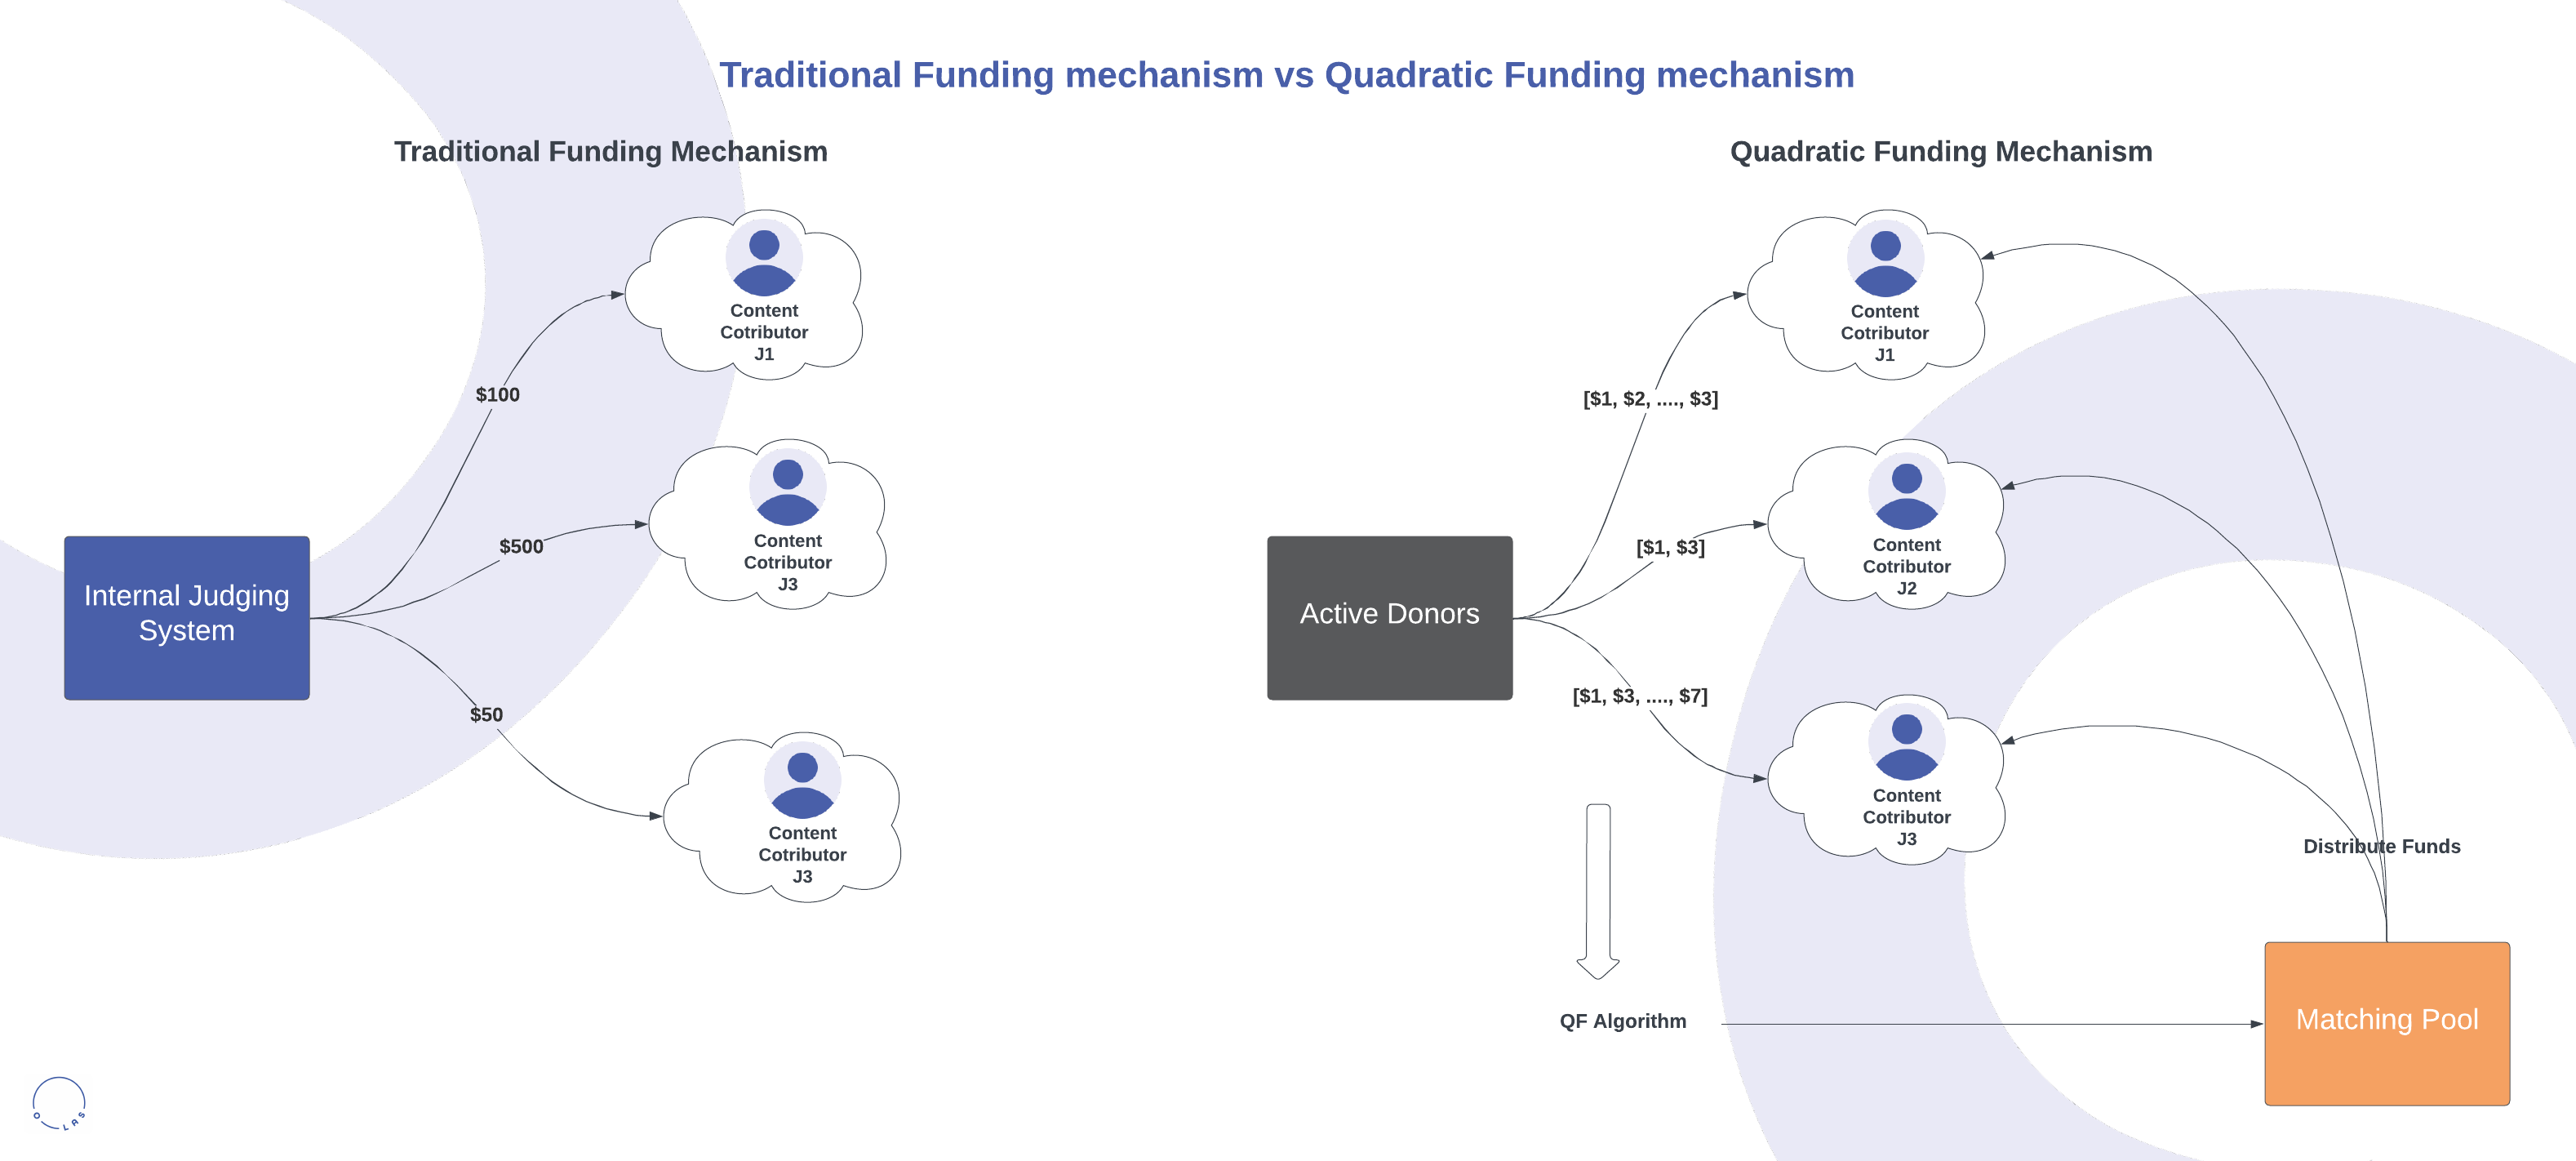 Traditional Funding mechanism vs Quadratic Funding mechanism
Traditional Funding Mechanism
Internal Judging
System
$100
$500
$50
Content
Cotributor
J1
Content
Cotributor
J3
Content
Cotributor
J3
Quadratic Funding Mechanism
Active Donors
[$1, $2, ...., $3]
[$1, $3]
[$1, $3, ...., $7]
Content
Cotributor
J1
Content
Cotributor
J2
Content
Cotributor
J3
Distribute Funds
QF Algorithm
Matching Pool
O LAS